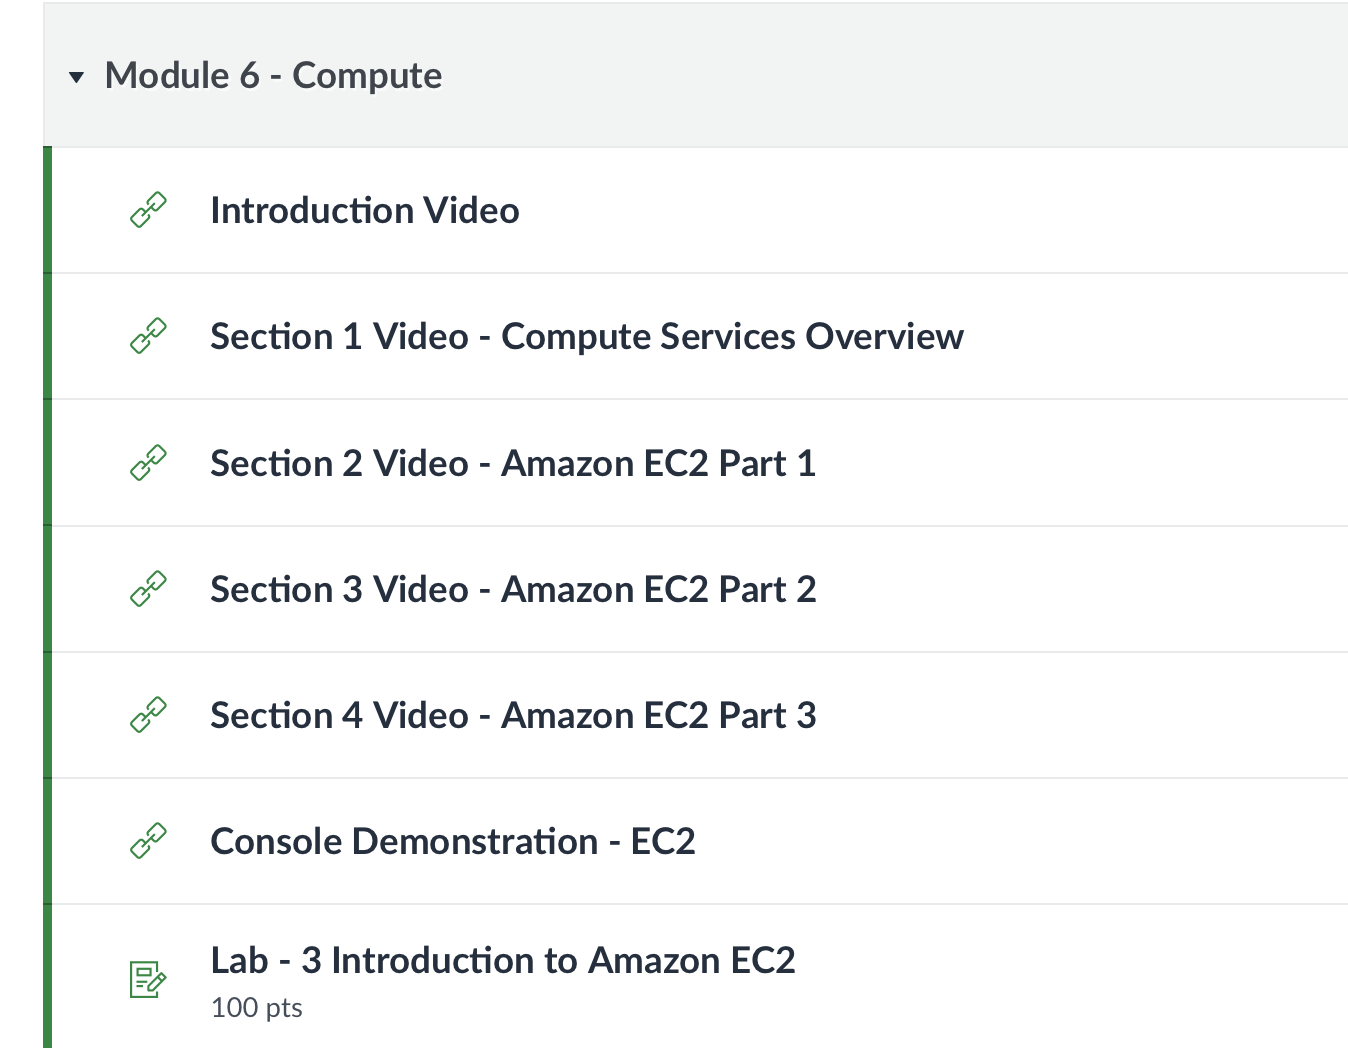 Module 6 - Compute
Introduction Video
Section 1 Video - Compute Services Overview
Section 2 Video - Amazon EC2 Part 1
Section 3 Video - Amazon EC2 Part 2
Section 4 Video - Amazon EC2 Part 3
Console Demonstration - EC2
Lab - 3 Introduction to Amazon EC2
100 pts